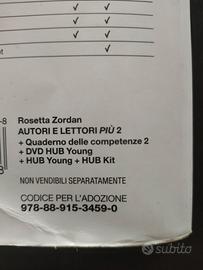 Rosetta Zordan
AUTORI E LETTORI PIÙ 2
+ Quaderno delle competenze 2
+ DVD HUB Young
+ HUB Young + HUB Kit
NON VENDIBILI SEPARATAMENTE
CODICE PER L'ADOZIONE
978-88-915-3459-0
subito